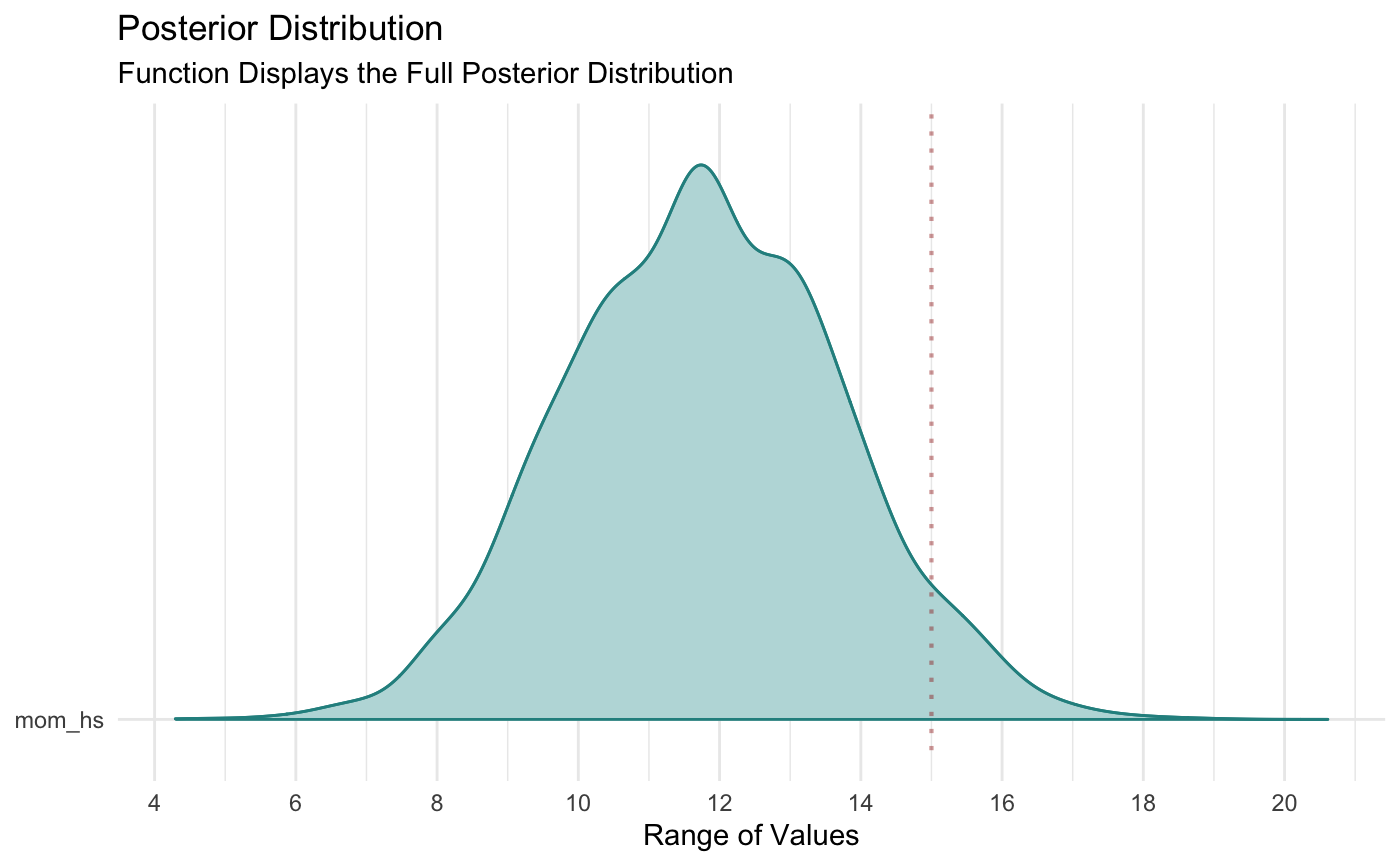 Posterior Distribution
Function Displays the Full Posterior Distribution
mom_hs
4 6 8 10 12 14 16 18 20
Range of Values